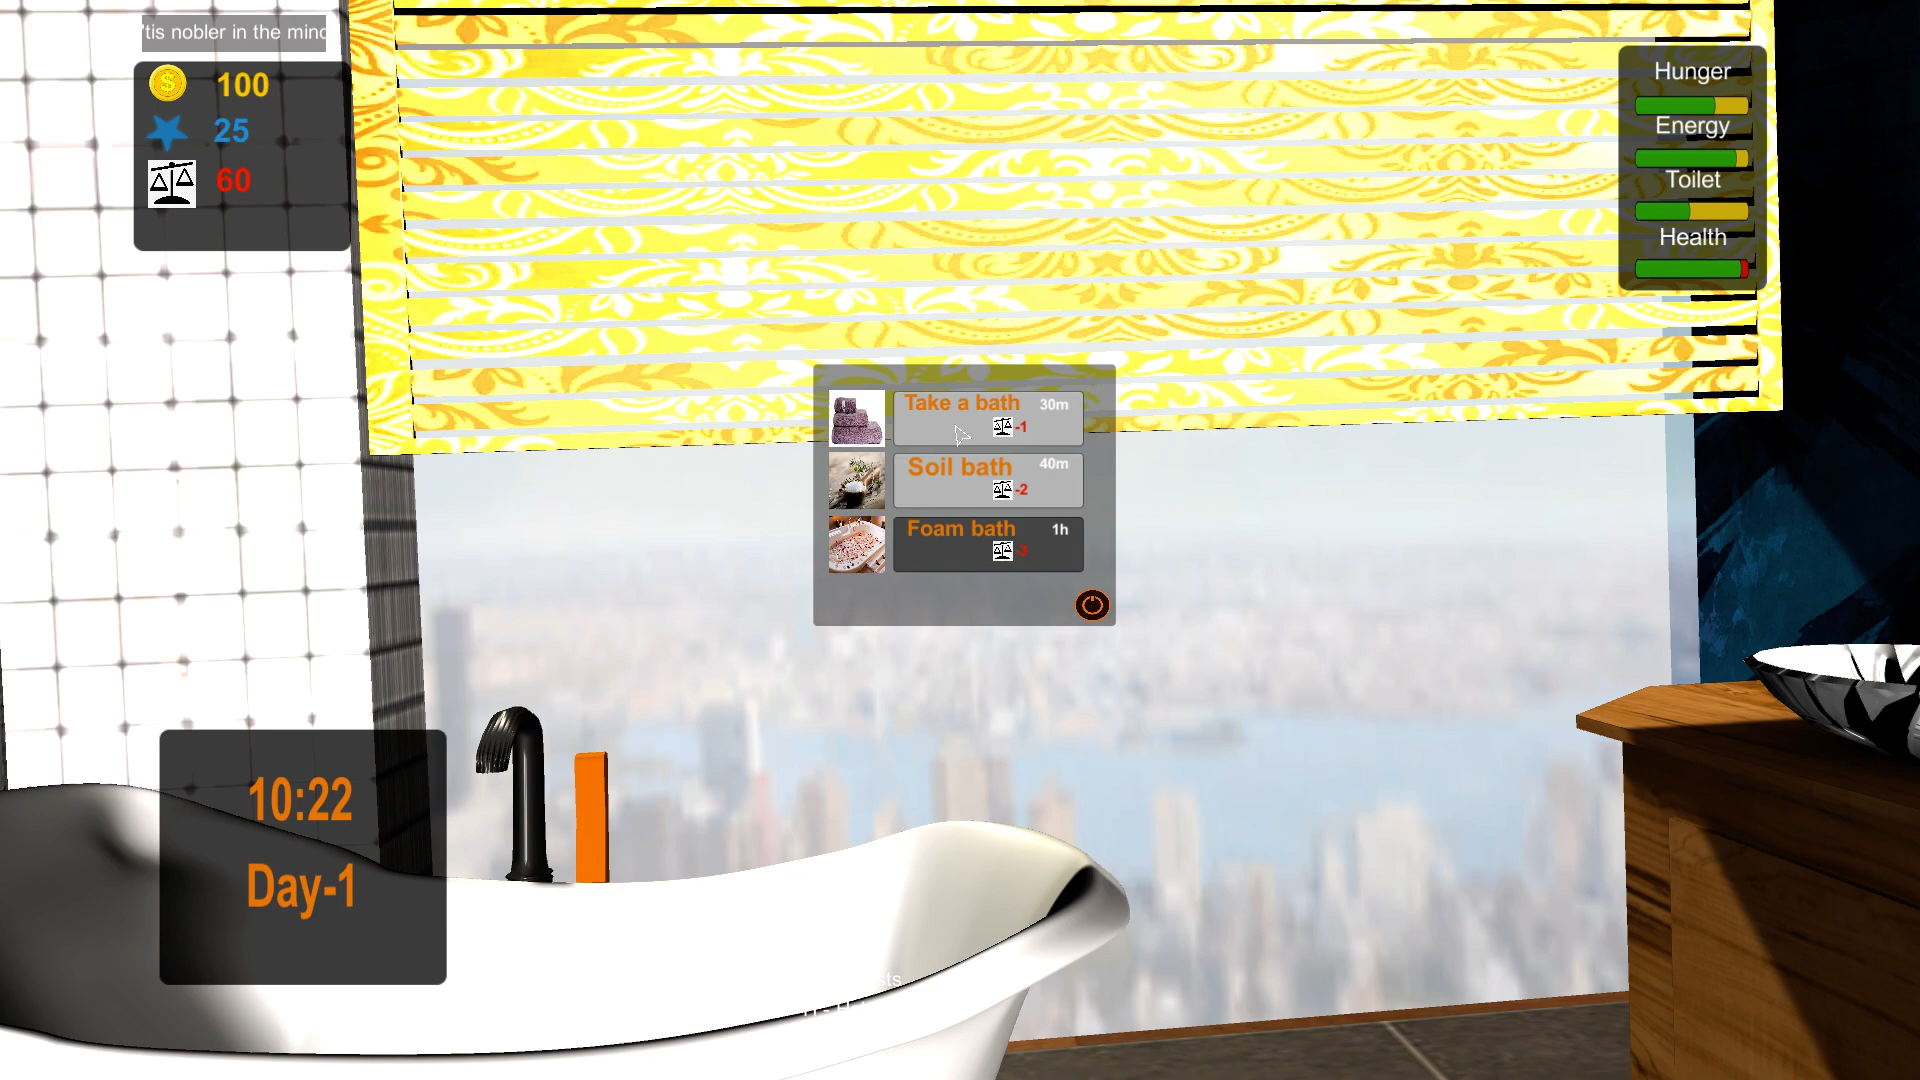 'tis nobler in the mind
100
25
60
Hunger
Energy
Toilet
Health
Take a bath 30m
-1
Soil bath 40m
-2
Foam bath 1h
-3
10:22
Day-1